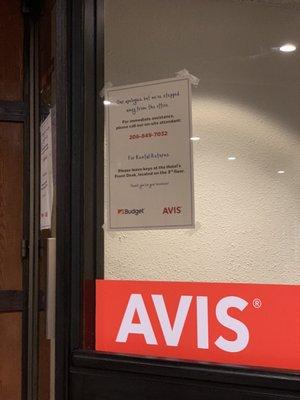 Our apologies, but we've stepped
away from the office.
For immediate assistance,
please call our on-site attendant:
206-849-7032
For Rental Returns
Please leave keys at the Hotel's
Front Desk, located on the 3rd floor.
Thank you for your business!
Budget
AVIS
AVIS®